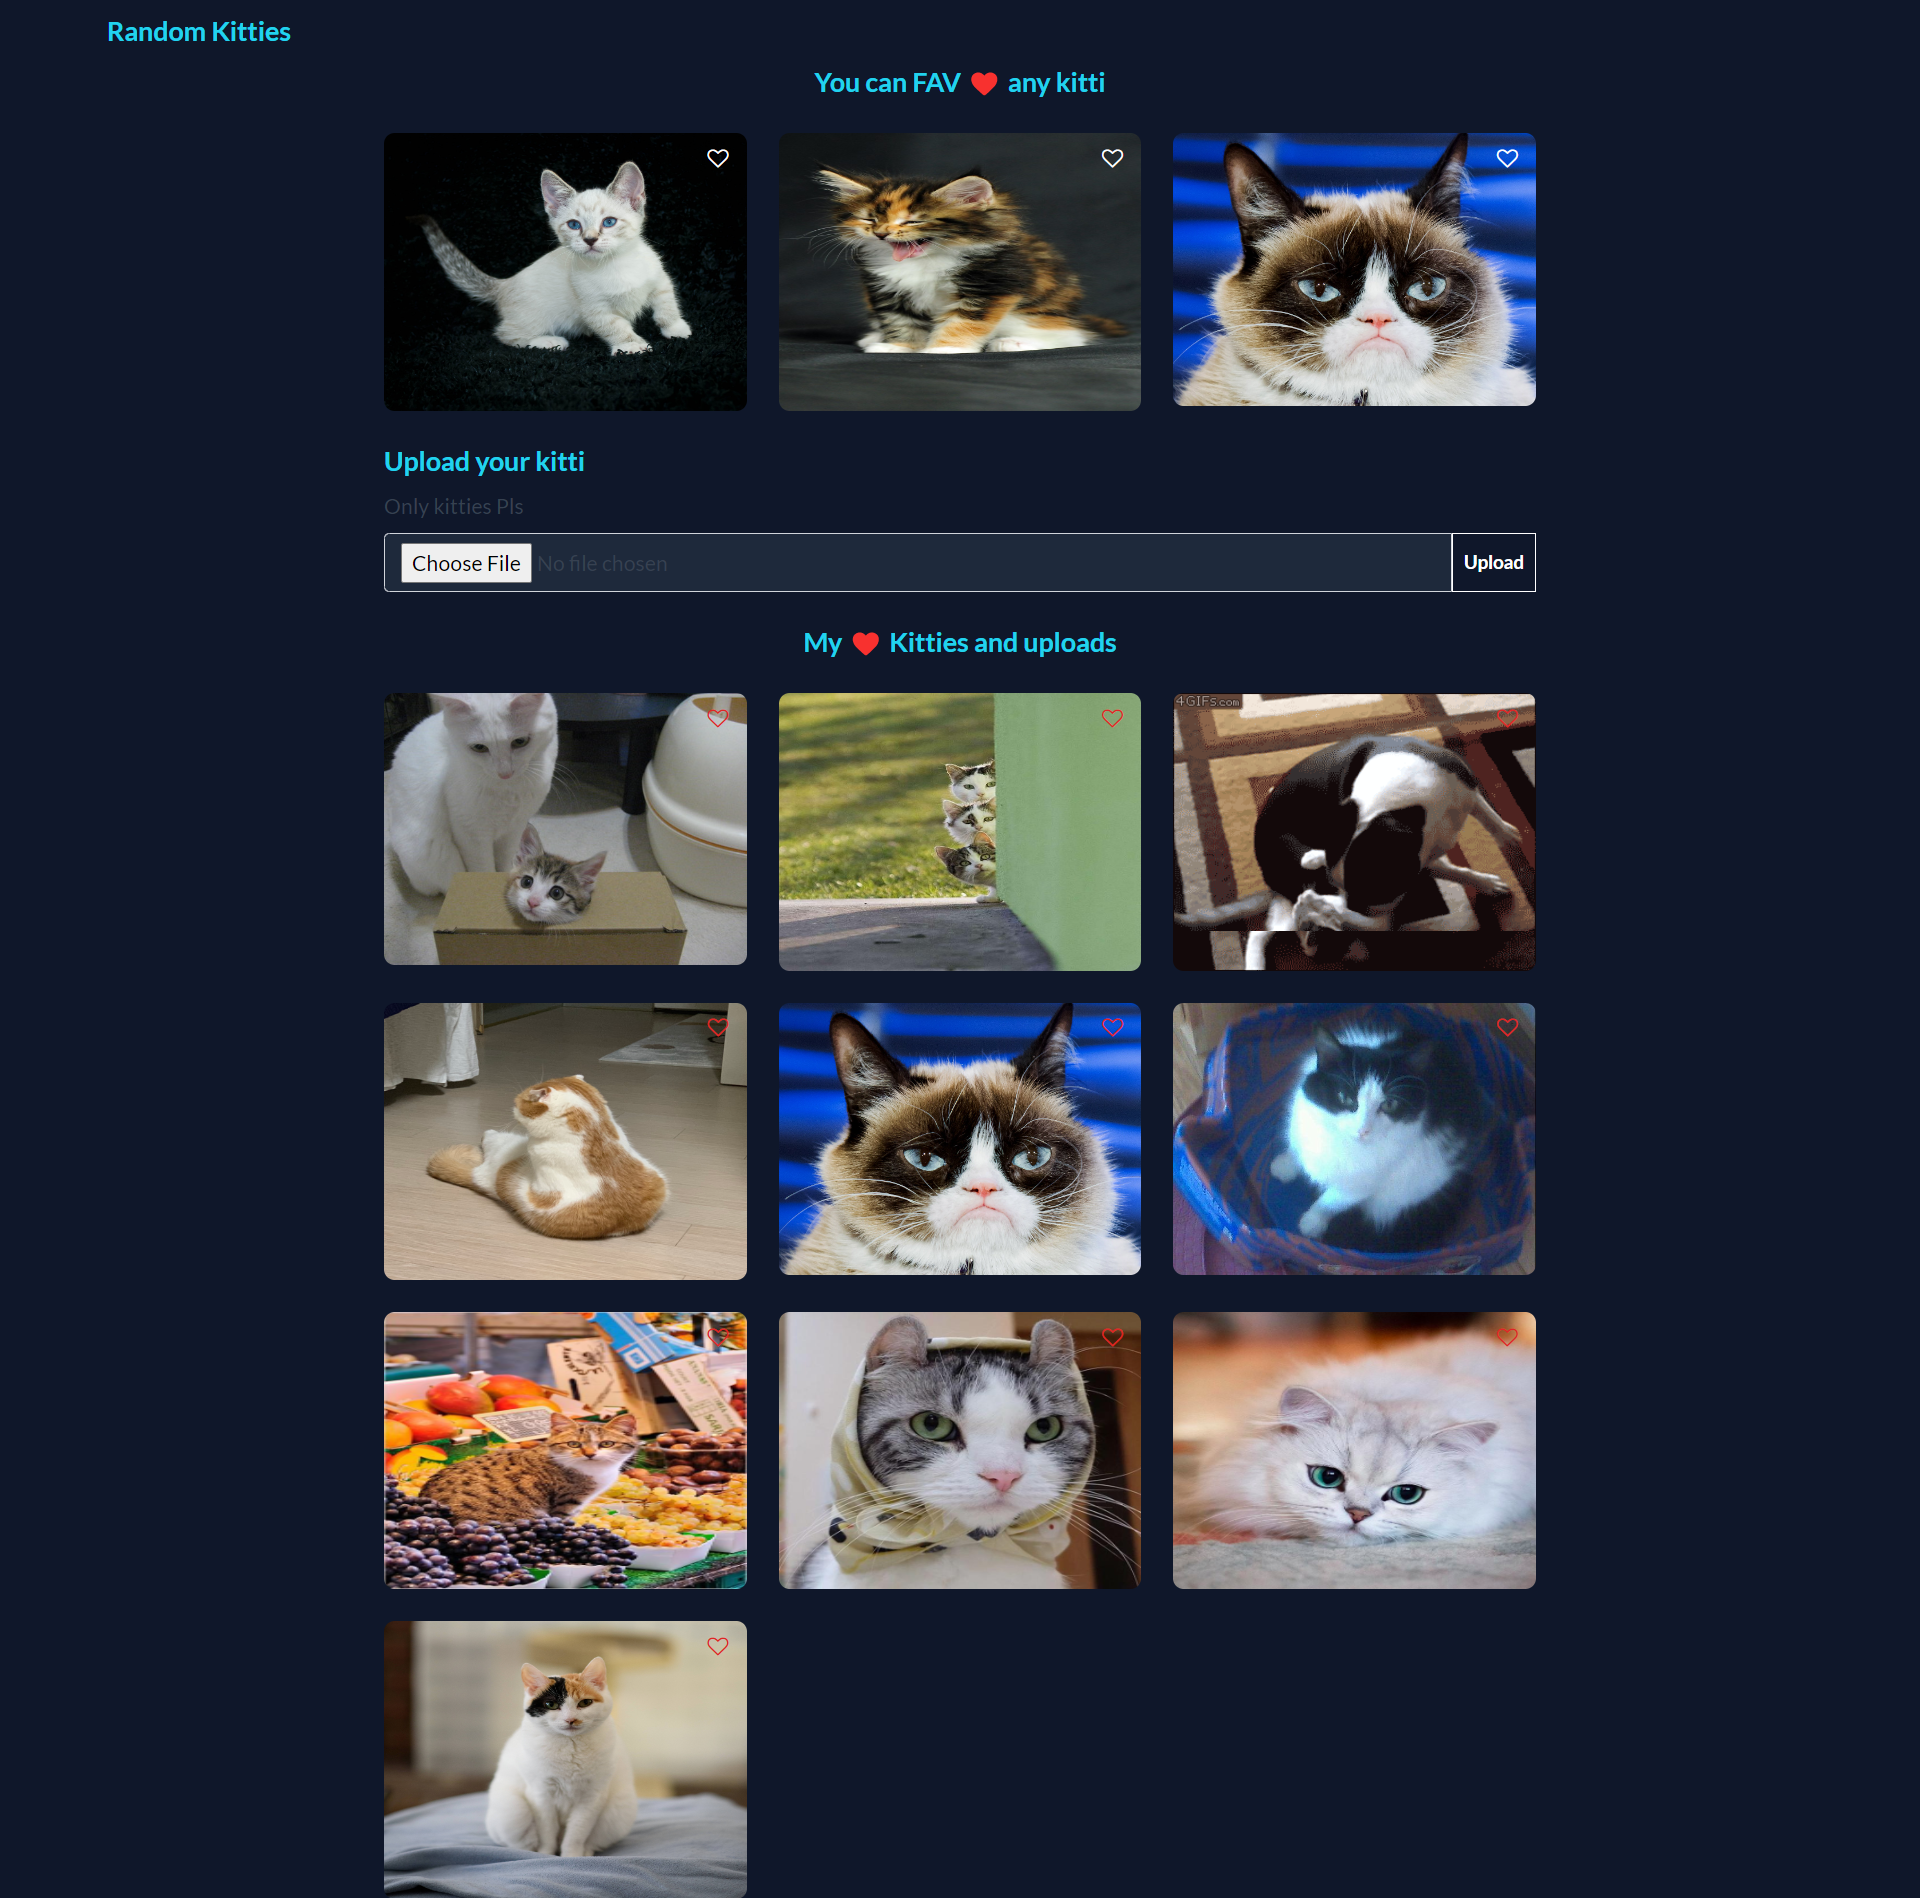 Random Kitties
You can FAV ❤ any kitti
Upload your kitti
Only kitties Pls
Choose File No file chosen
Upload
My ❤ Kitties and uploads
4GIFs.com